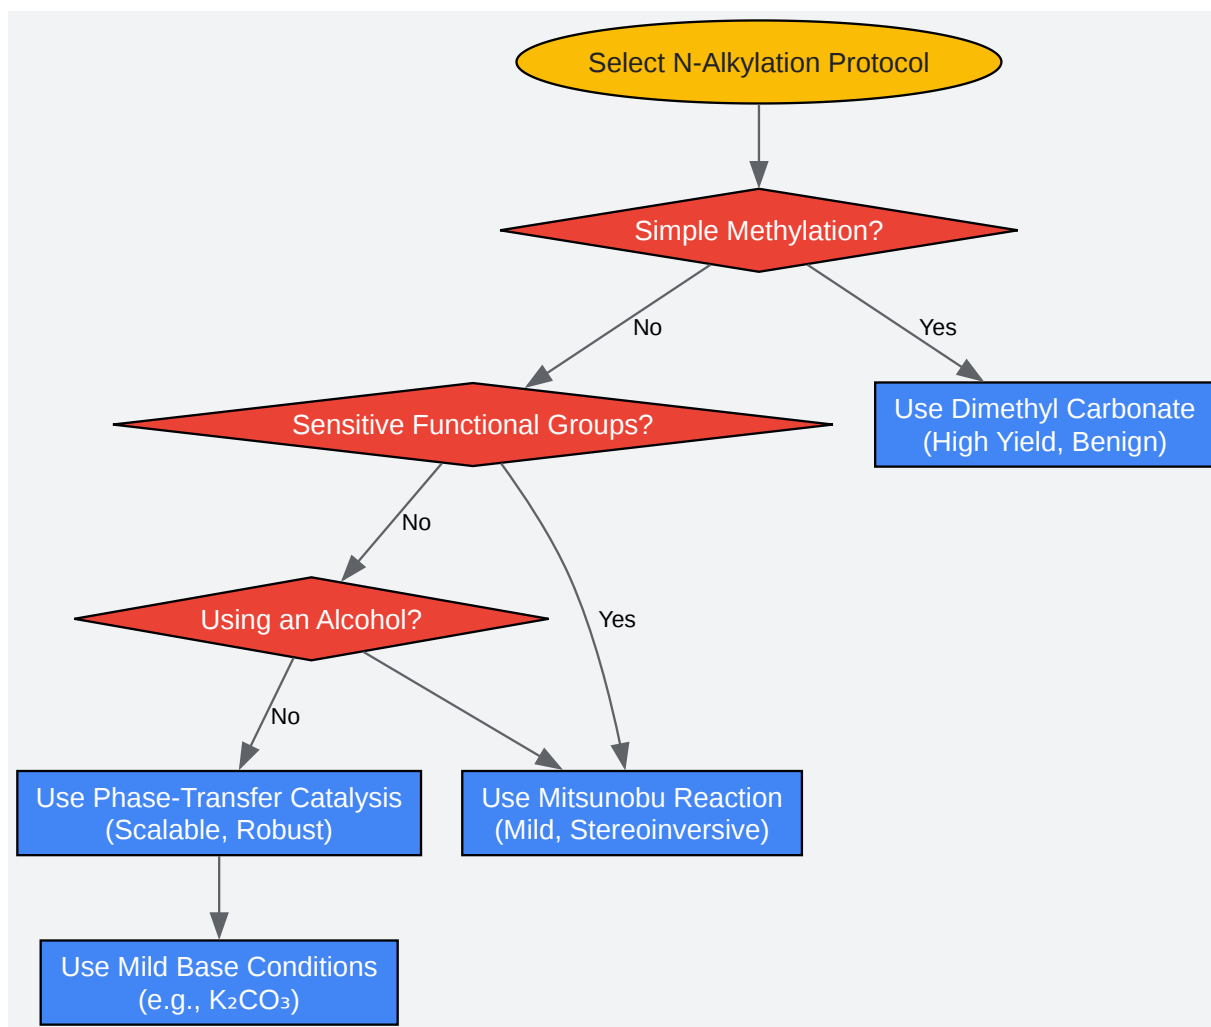 Select N-Alkylation Protocol
Simple Methylation?
No
Yes
Use Dimethyl Carbonate
(High Yield, Benign)
Sensitive Functional Groups?
No
Yes
Using an Alcohol?
No
Use Phase-Transfer Catalysis
(Scalable, Robust)
Use Mitsunobu Reaction
(Mild, Stereoinversive)
Use Mild Base Conditions
(e.g., K₂CO₃)